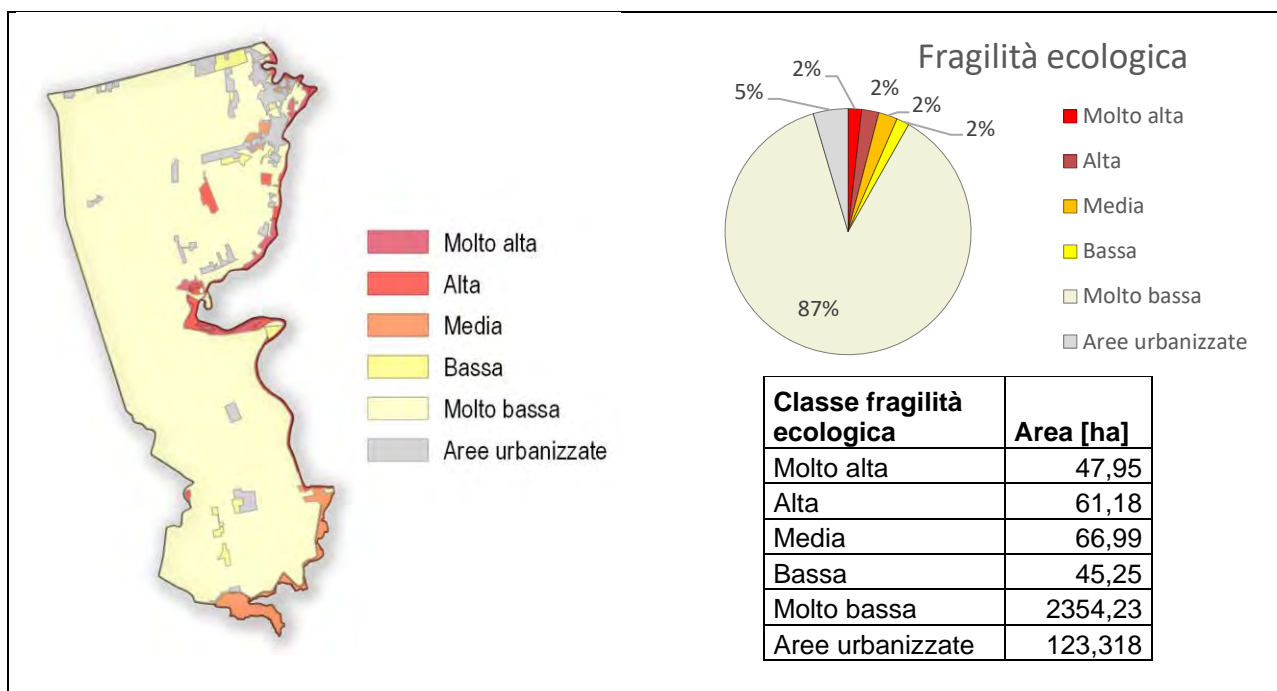 Molto alta
Alta
Media
Bassa
Molto bassa
Aree urbanizzate
Fragilità ecologica
2%
2%
2%
2%
5%
87%
Molto alta
Alta
Media
Bassa
Molto bassa
Aree urbanizzate
Classe fragilità
ecologica Area [ha]
Molto alta 47,95
Alta 61,18
Media 66,99
Bassa 45,25
Molto bassa 2354,23
Aree urbanizzate 123,318